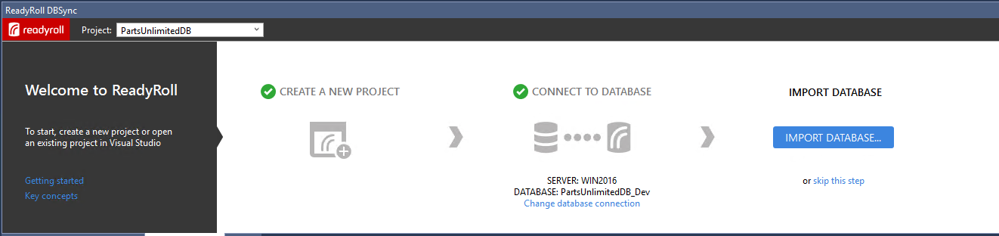 ReadyRoll DBSync
readyroll
Project: PartsUnlimitedDB
Welcome to ReadyRoll
To start, create a new project or open
an existing project in Visual Studio
Getting started
Key concepts
CREATE A NEW PROJECT
CONNECT TO DATABASE
SERVER: WIN2016
DATABASE: PartsUnlimitedDB_Dev
Change database connection
IMPORT DATABASE
IMPORT DATABASE...
or skip this step